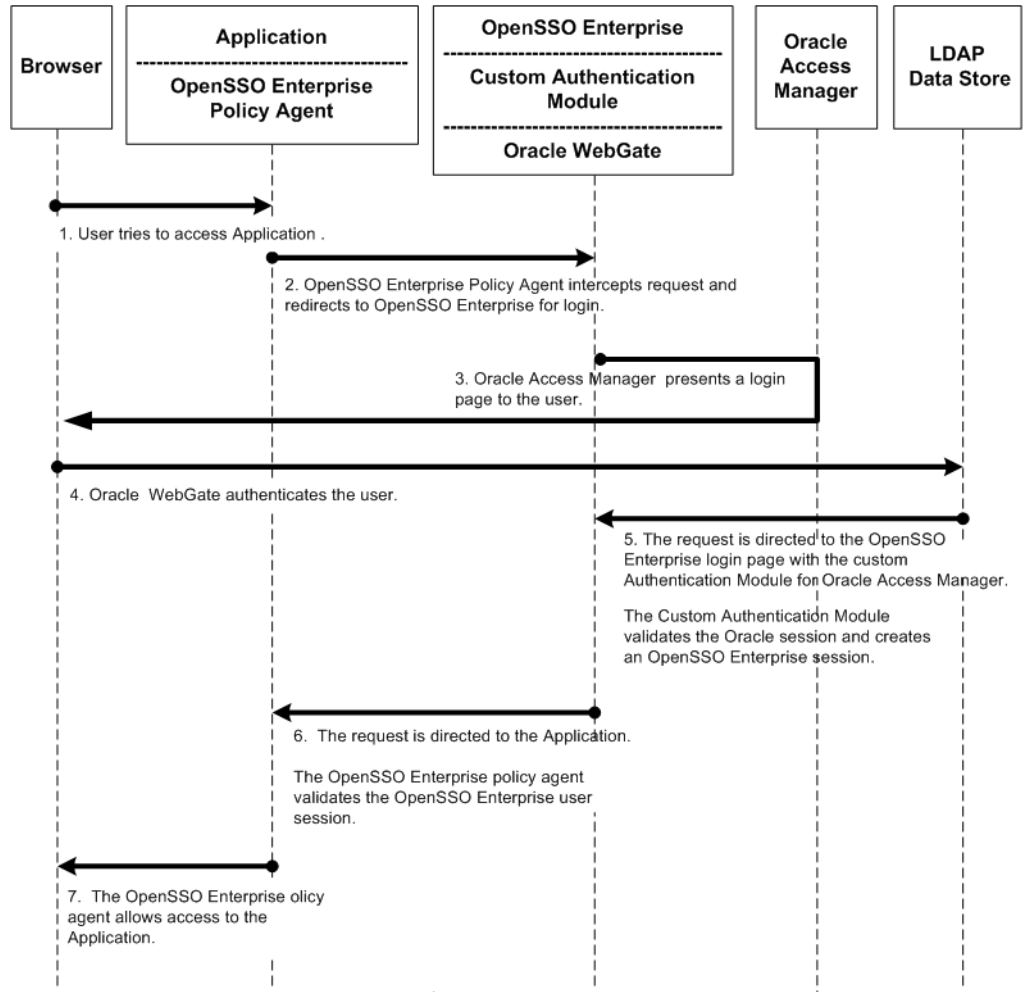 Browser
Application
OpenSSO Enterprise
Policy Agent
OpenSSO Enterprise
Custom Authentication
Module
Oracle WebGate
Oracle
Access
Manager
LDAP
Data Store
1. User tries to access Application .
2. OpenSSO Enterprise Policy Agent intercepts request and
redirects to OpenSSO Enterprise for login.
3. Oracle Access Manager presents a login
page to the user.
4. Oracle WebGate authenticates the user.
5. The request is directed to the OpenSSO
Enterprise login page with the custom
Authentication Module for Oracle Access Manager.
The Custom Authentication Module
validates the Oracle session and creates
an OpenSSO Enterprise session.
6. The request is directed to the Application.
The OpenSSO Enterprise policy agent
validates the OpenSSO Enterprise user
session.
7. The OpenSSO Enterprise olicy
agent allows access to the
Application.